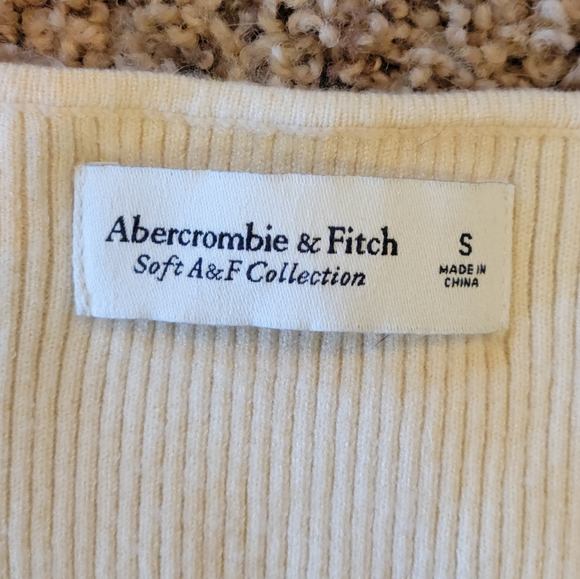 Abercrombie & Fitch
Soft A&F Collection
S
MADE IN
CHINA